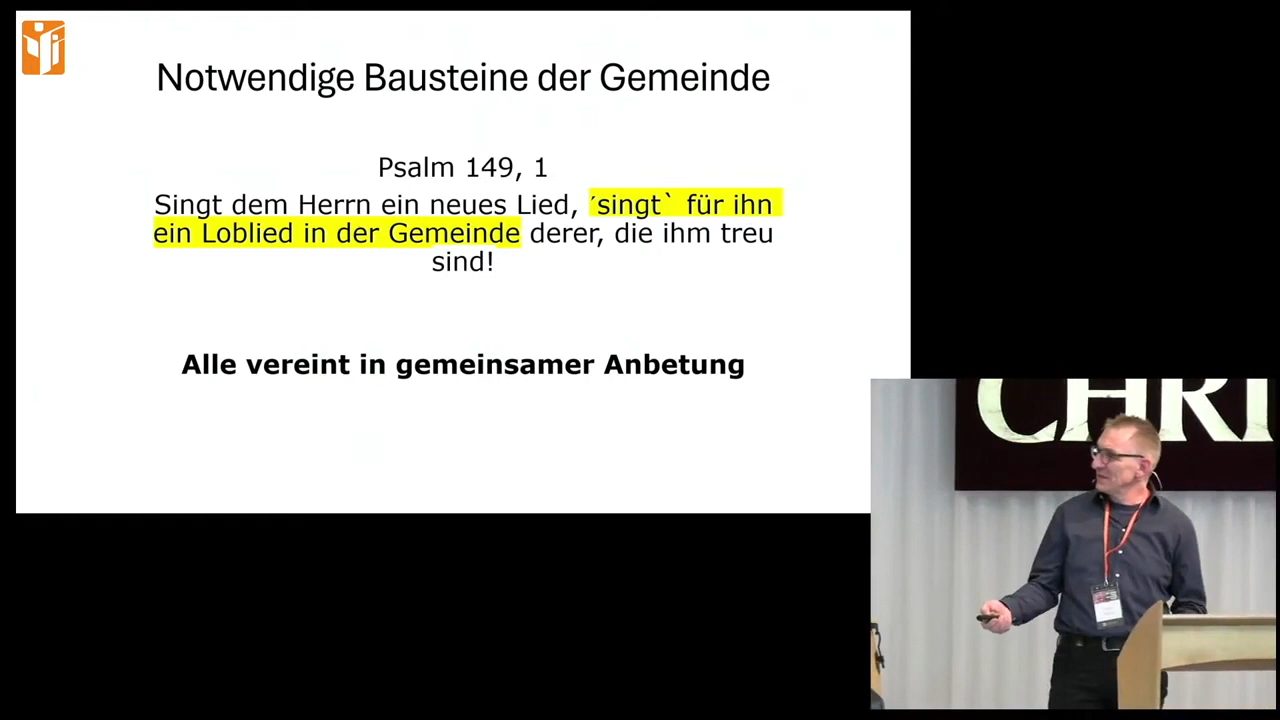 Notwendige Bausteine der Gemeinde
Psalm 149, 1
Singt dem Herrn ein neues Lied, ´singt` für ihn
ein Loblied in der Gemeinde derer, die ihm treu
sind!
Alle vereint in gemeinsamer Anbetung
CHRI